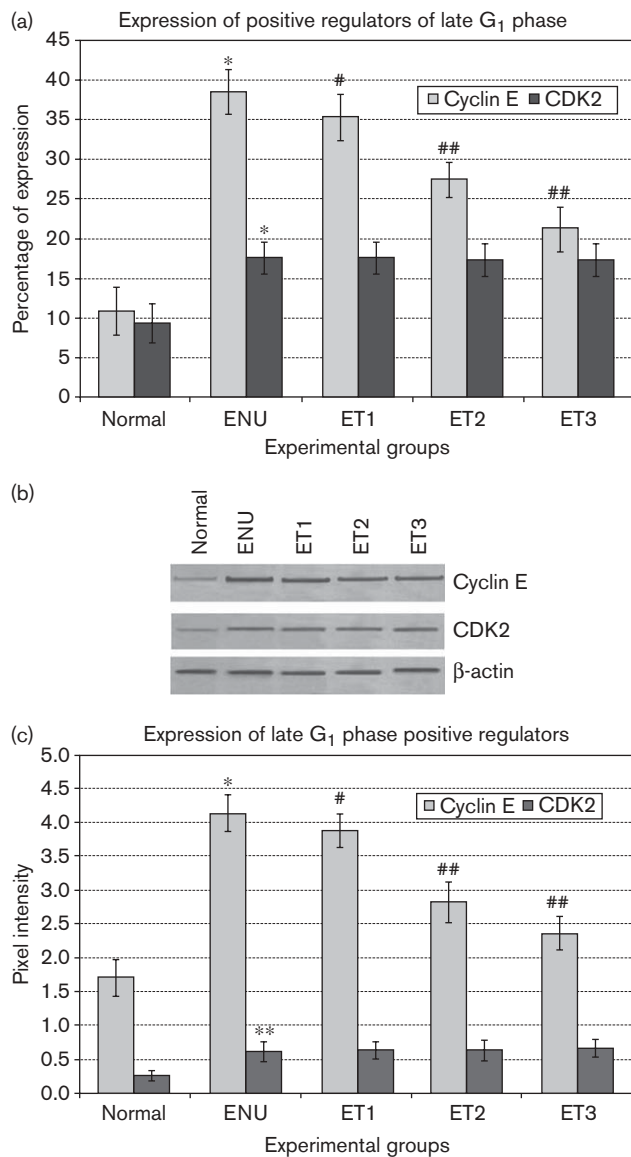 (a) Expression of positive regulators of late G1 phase
45
40
35
30
25
20
15
10
5
0
Percentage of expression
* # ## ##
*
Cyclin E CDK2
Normal ENU ET1 ET2 ET3
Experimental groups
(b)
Normal ENU ET1 ET2 ET3
Cyclin E
CDK2
β-actin
(c) Expression of late G1 phase positive regulators
5.0
4.5
4.0
3.5
3.0
2.5
2.0
1.5
1.0
0.5
0.0
Pixel intensity
* # ## ##
**
Cyclin E CDK2
Normal ENU ET1 ET2 ET3
Experimental groups